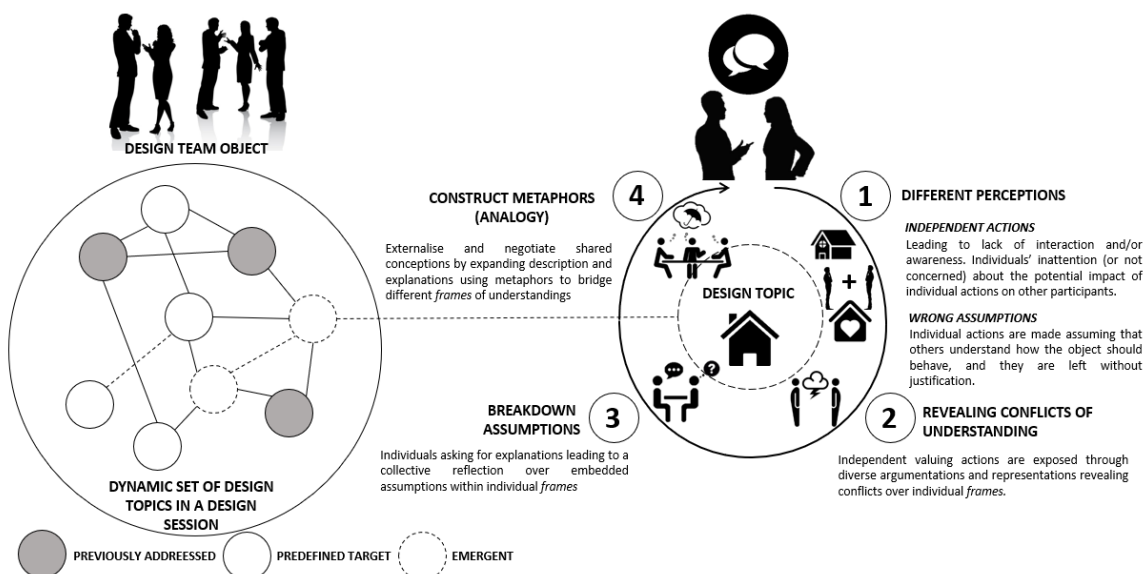 DESIGN TEAM OBJECT
DYNAMIC SET OF DESIGN
TOPICS IN A DESIGN
SESSION
PREVIOUSLY ADDREESSED
PREDEFINED TARGET
EMERGENT
1
DIFFERENT PERCEPTIONS
INDEPENDENT ACTIONS
Leading to lack of interaction and/or
awareness. Individuals' inattention (or not
concerned) about the potential impact of
individual actions on other participants.
WRONG ASSUMPTIONS
Individual actions are made assuming that
others understand how the object should
behave, and they are left without
justification.
2
REVEALING CONFLICTS OF
UNDERSTANDING
Independent valuing actions are exposed through
diverse argumentations and representations revealing
conflicts over individual frames.
BREAKDOWN
ASSUMPTIONS
3
Individuals asking for explanations leading to a
collective reflection over embedded
assumptions within individual frames
CONSTRUCT METAPHORS
(ANALOGY)
4
Externalise and negotiate shared
conceptions by expanding description and
explanations using metaphors to bridge
different frames of understandings
DESIGN TOPIC
+
?